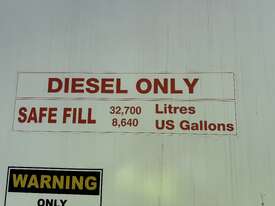 DIESEL ONLY
SAFE FILL 32,700 Litres
8,640 US Gallons
WARNING
ONLY